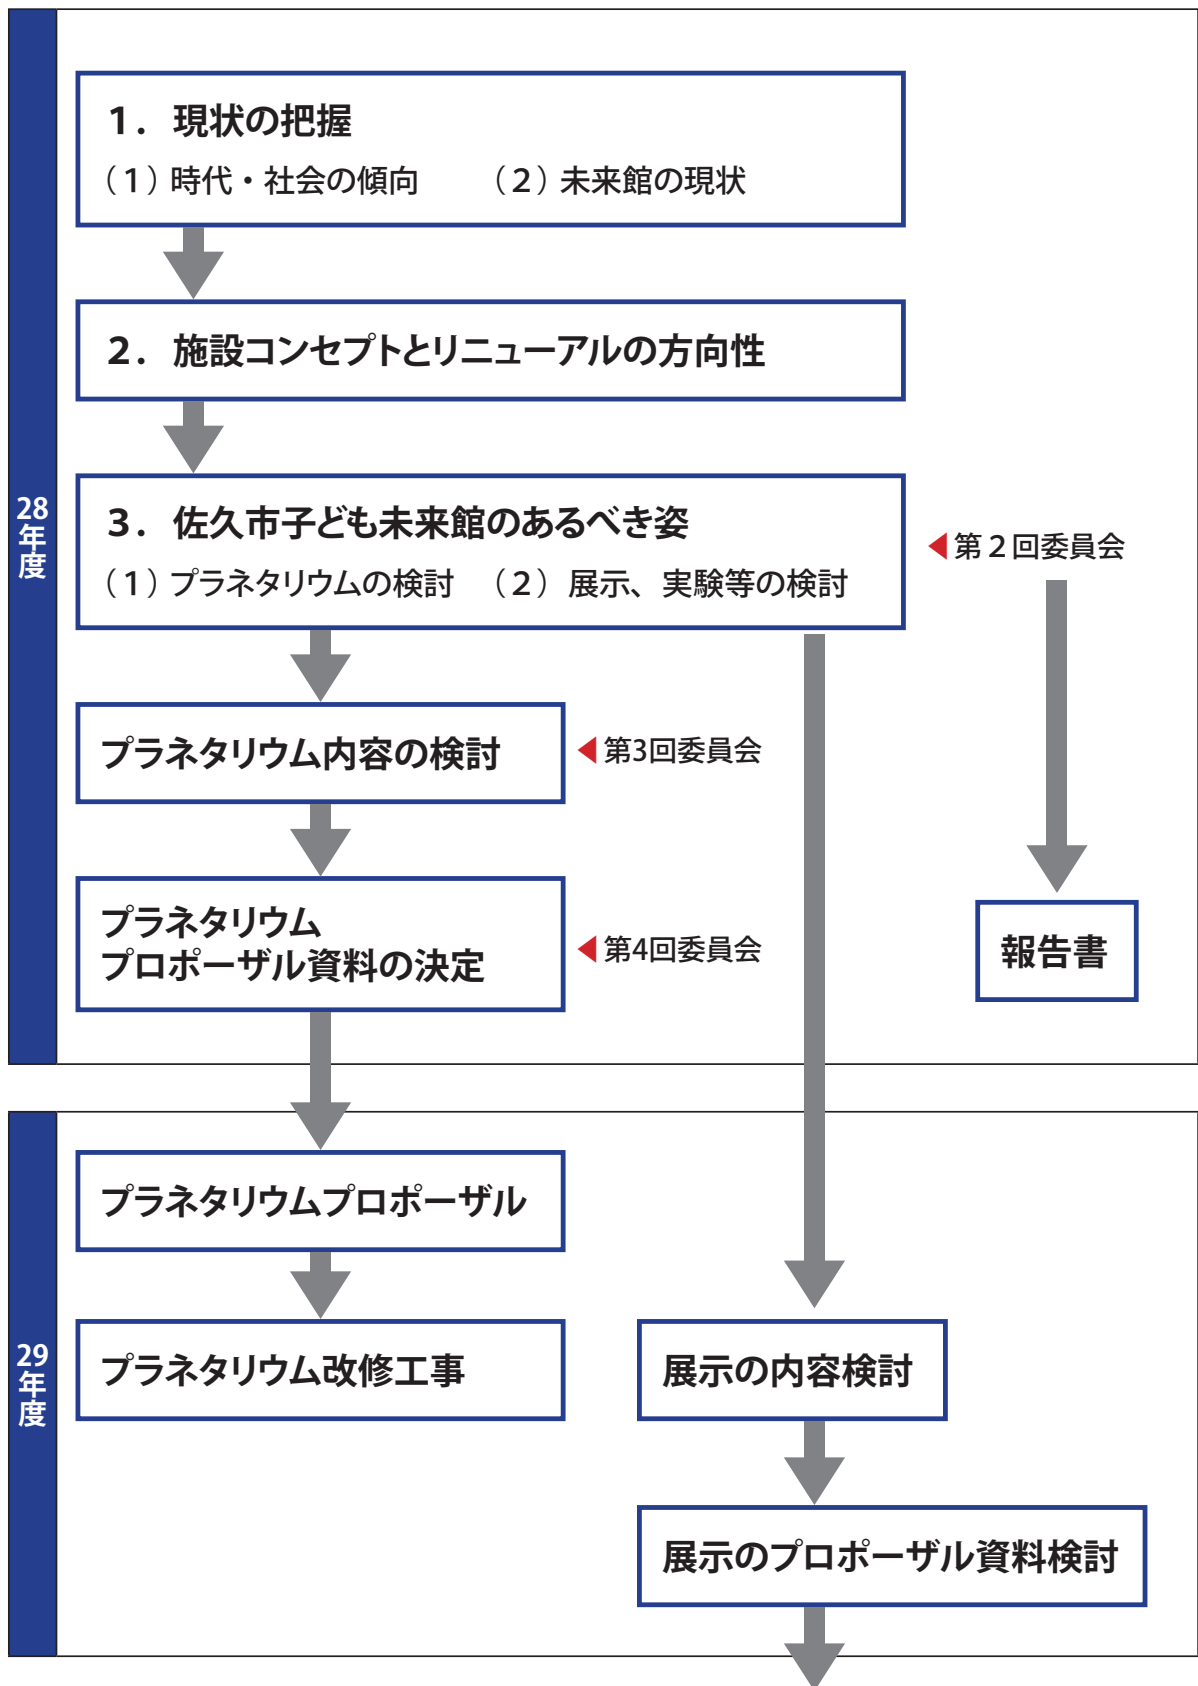 28年度
1. 現状の把握
（1）時代・社会の傾向　（2）未来館の現状
2. 施設コンセプトとリニューアルの方向性
3. 佐久市子ども未来館のあるべき姿
（1）プラネタリウムの検討　（2）展示、実験等の検討
第2回委員会
プラネタリウム内容の検討
第3回委員会
プラネタリウム
プロポーザル資料の決定
第4回委員会
報告書
29年度
プラネタリウムプロポーザル
プラネタリウム改修工事
展示の内容検討
展示のプロポーザル資料検討